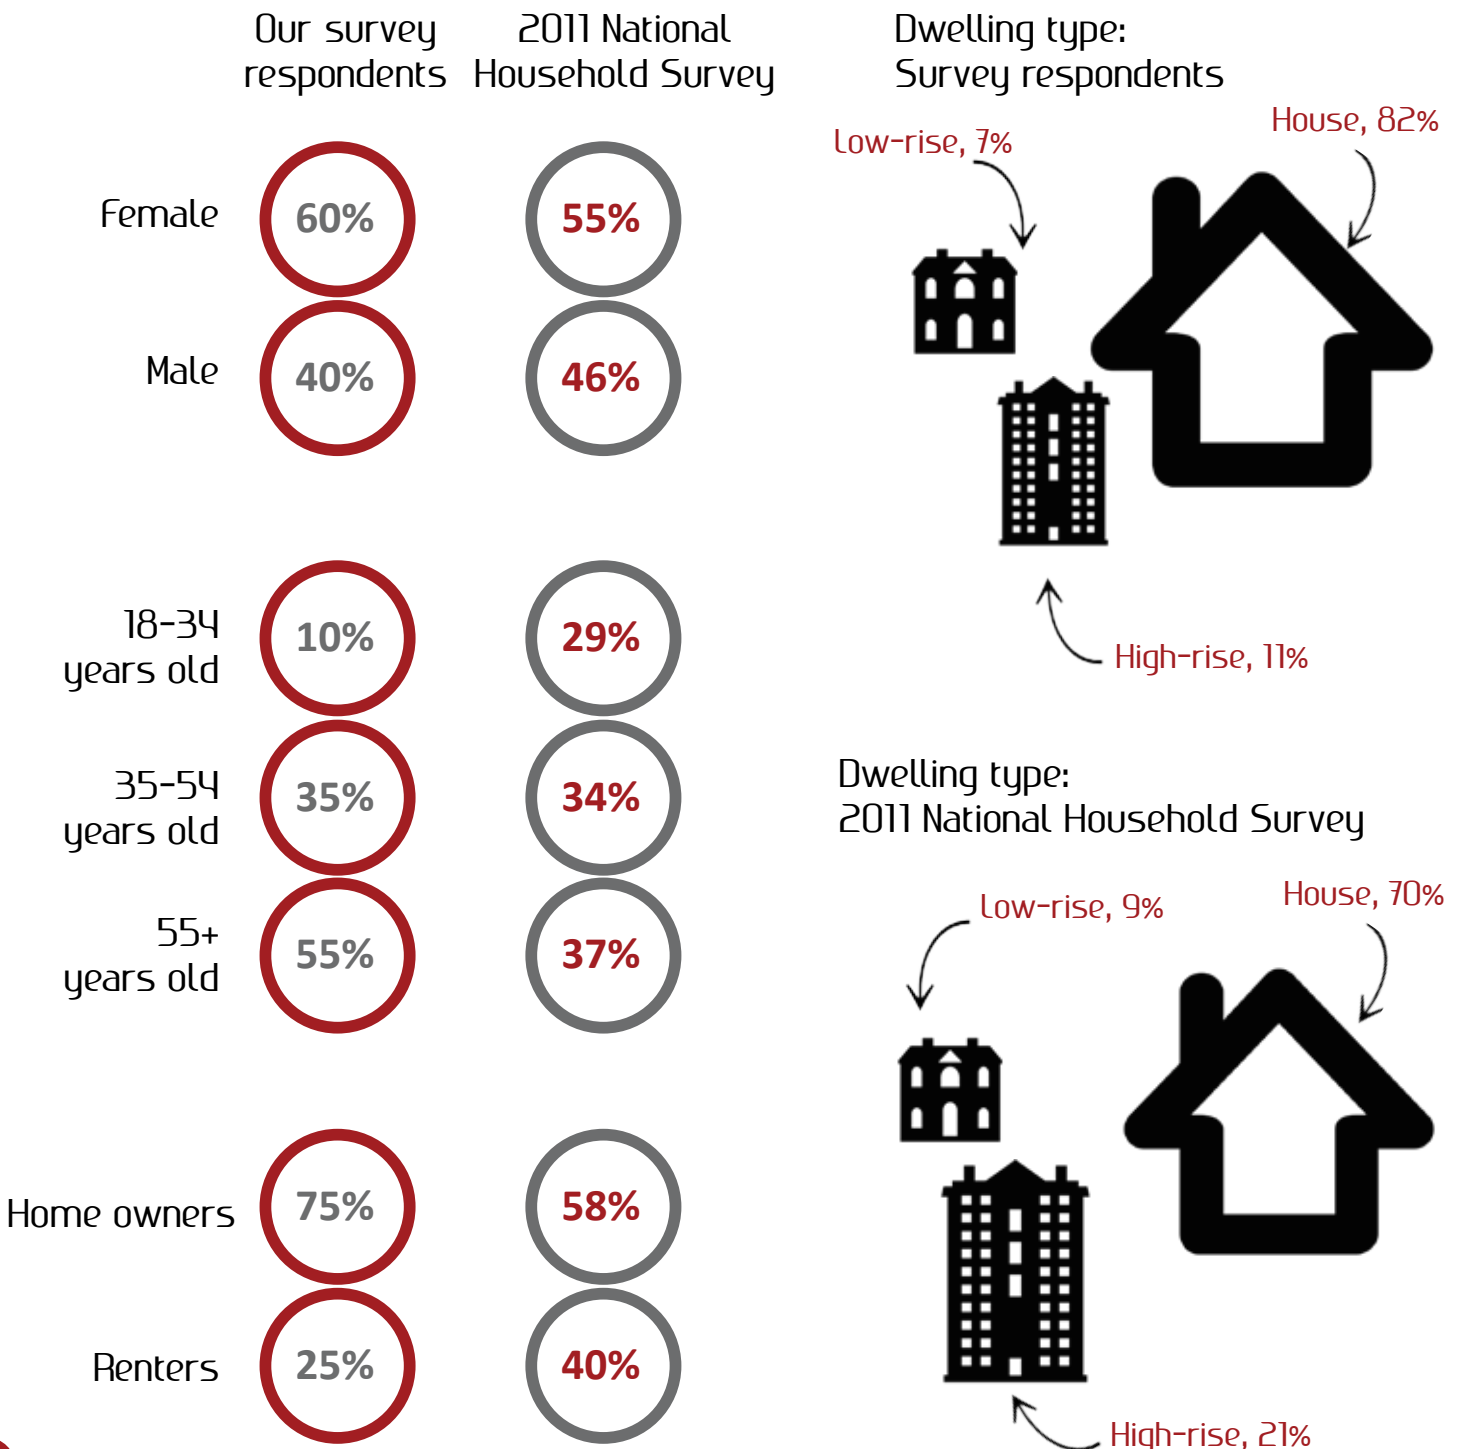 Our survey
respondents
2011 National
Household Survey
Female
60%
55%
Male
40%
46%
18-34
years old
10%
29%
35-54
years old
35%
34%
55+
years old
55%
37%
Home owners
75%
58%
Renters
25%
40%
Dwelling type:
Survey respondents
Low-rise, 7%
House, 82%
High-rise, 11%
Dwelling type:
2011 National Household Survey
Low-rise, 9%
House, 70%
High-rise, 21%